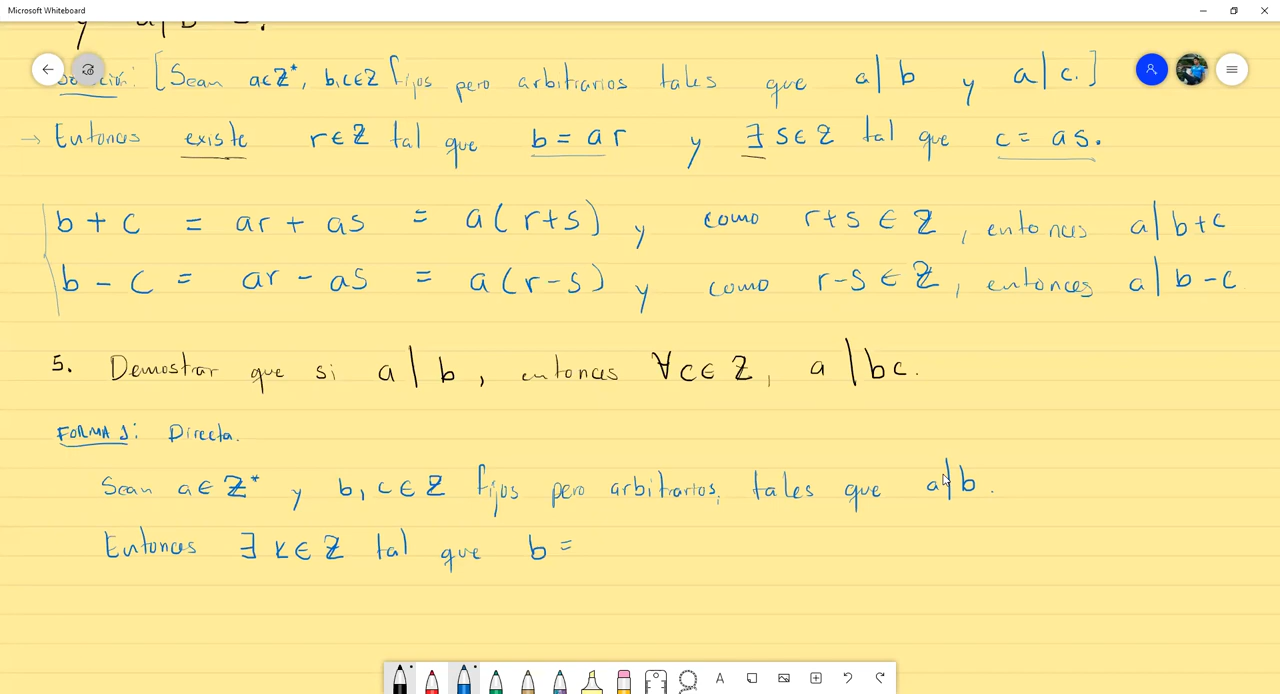 Microsoft Whiteboard
y a|b
[Sean a∈ℤ*, b,c∈ℤ fijos pero arbitrarios tales que a|b y a|c.]
→ Entonces existe r∈ℤ tal que b = ar y ∃ s∈ℤ tal que c = as.
b + c = ar + as = a(r+s) y como r+s ∈ ℤ, entonces a|b+c
b - c = ar - as = a(r-s) y como r-s ∈ ℤ, entonces a|b-c
5. Demostrar que si a|b, entonces ∀c∈ℤ, a|bc.
FORMA 1: Directa.
Sean a∈ℤ* y b,c∈ℤ fijos pero arbitrarios, tales que a|b.
Entonces ∃ k∈ℤ tal que b =
A